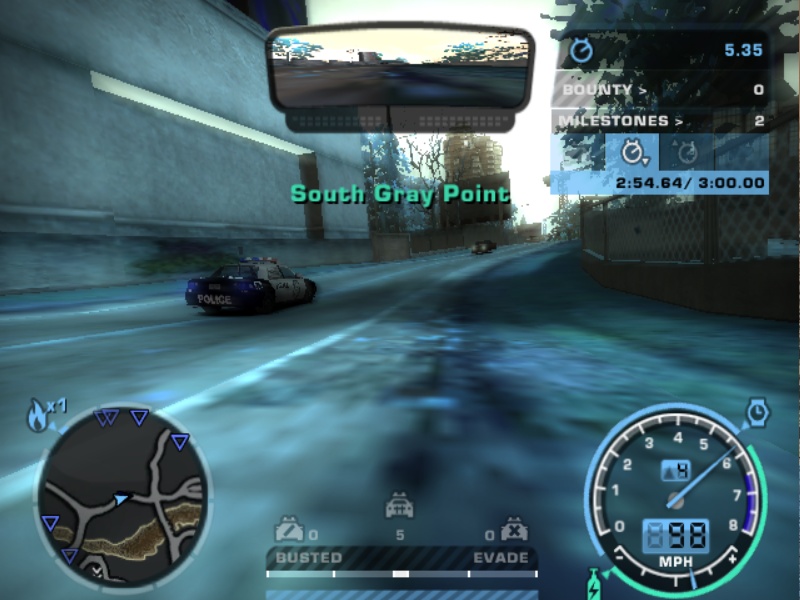 5.35
BOUNTY > 0
MILESTONES > 2
2:54.64/ 3:00.00
South Gray Point
POLICE
x1
0 5 0
BUSTED EVADE
0 1 2 3 4 5 6 7 8
4
98
MPH